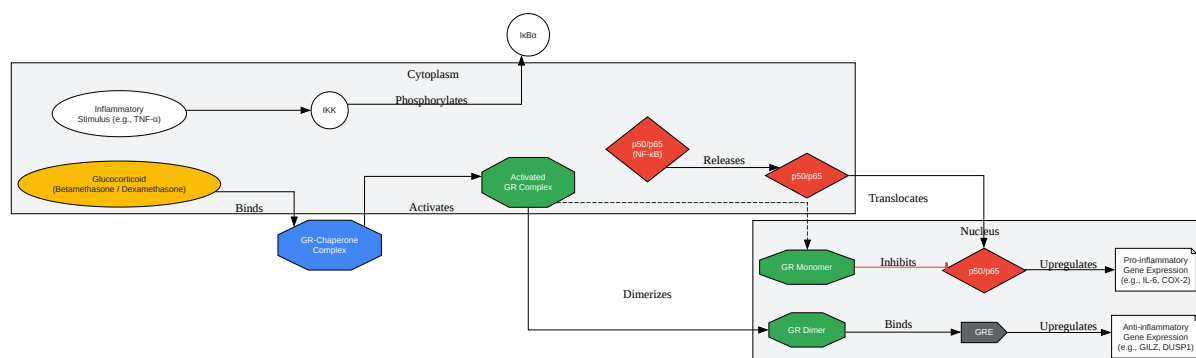 IκBα
Cytoplasm
Inflammatory
Stimulus (e.g., TNF-α)
IKK
Phosphorylates
p50/p65
(NF-κB)
Releases
p50/p65
Glucocorticoid
(Betamethasone / Dexamethasone)
Binds
GR-Chaperone
Complex
Activates
Activated
GR Complex
Translocates
Nucleus
GR Monomer
Inhibits
p50/p65
Upregulates
Pro-inflammatory
Gene Expression
(e.g., IL-6, COX-2)
Dimerizes
GR Dimer
Binds
GRE
Upregulates
Anti-inflammatory
Gene Expression
(e.g., GILZ, DUSP1)